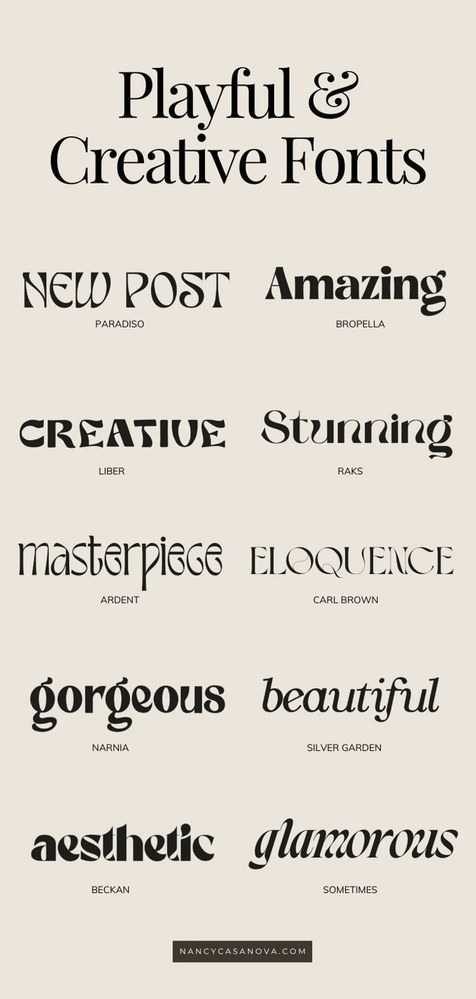 Playful &
Creative Fonts
NEW POST
PARADISO
Amazing
BROPELLA
CREATIVE
LIBER
Stunning
RAKS
masterpiece
ARDENT
ELOQUENCE
CARL BROWN
gorgeous
NARNIA
beautiful
SILVER GARDEN
aesthetic
BECKAN
glamorous
SOMETIMES
NANCYCASANOVA.COM